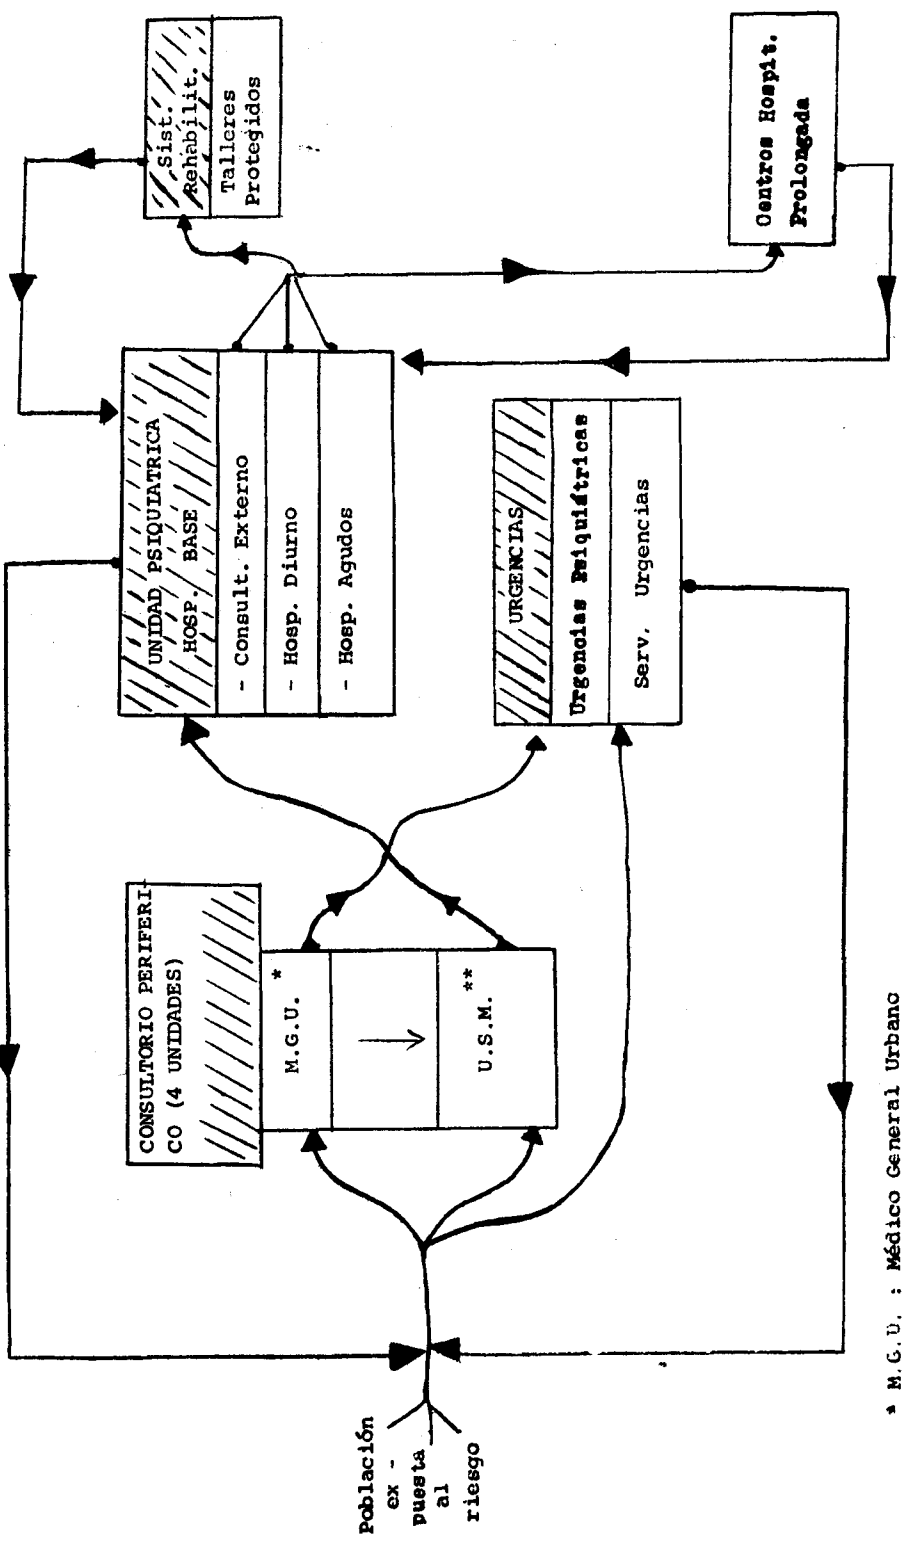 Población
ex -
puesta
al
riesgo
CONSULTORIO PERIFERI-
CO (4 UNIDADES)
M.G.U. *
U.S.M. **
UNIDAD PSIQUIATRICA
HOSP. BASE
- Consult. Externo
- Hosp. Diurno
- Hosp. Agudos
URGENCIAS
Urgencias Psiquiátricas
Serv. Urgencias
Sist.
Rehabilit.
Talleres
Protegidos
Centros Hospit.
Prolongada
* M.G.U. : Médico General Urbano